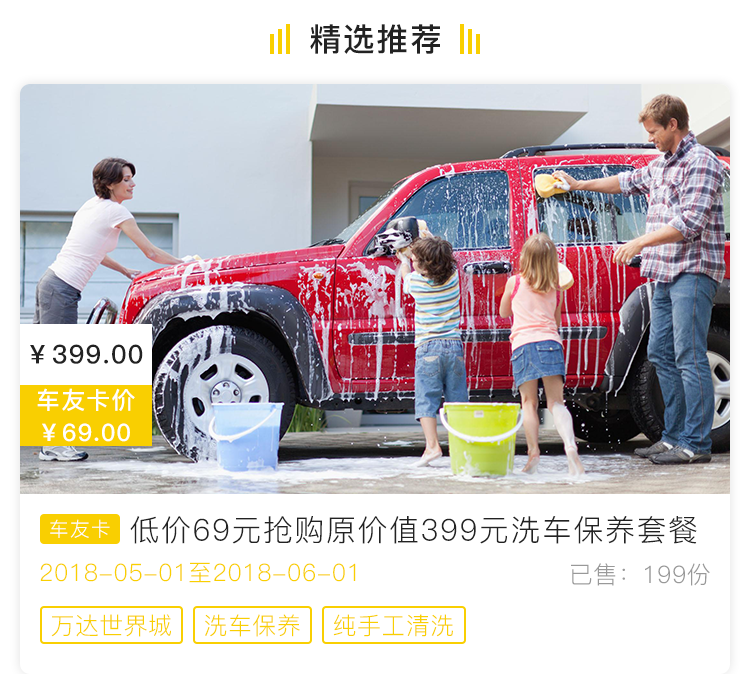 精选推荐
￥399.00
车友卡价
￥69.00
车友卡 低价69元抢购原价值399元洗车保养套餐
2018-05-01至2018-06-01 已售：199份
万达世界城 洗车保养 纯手工清洗